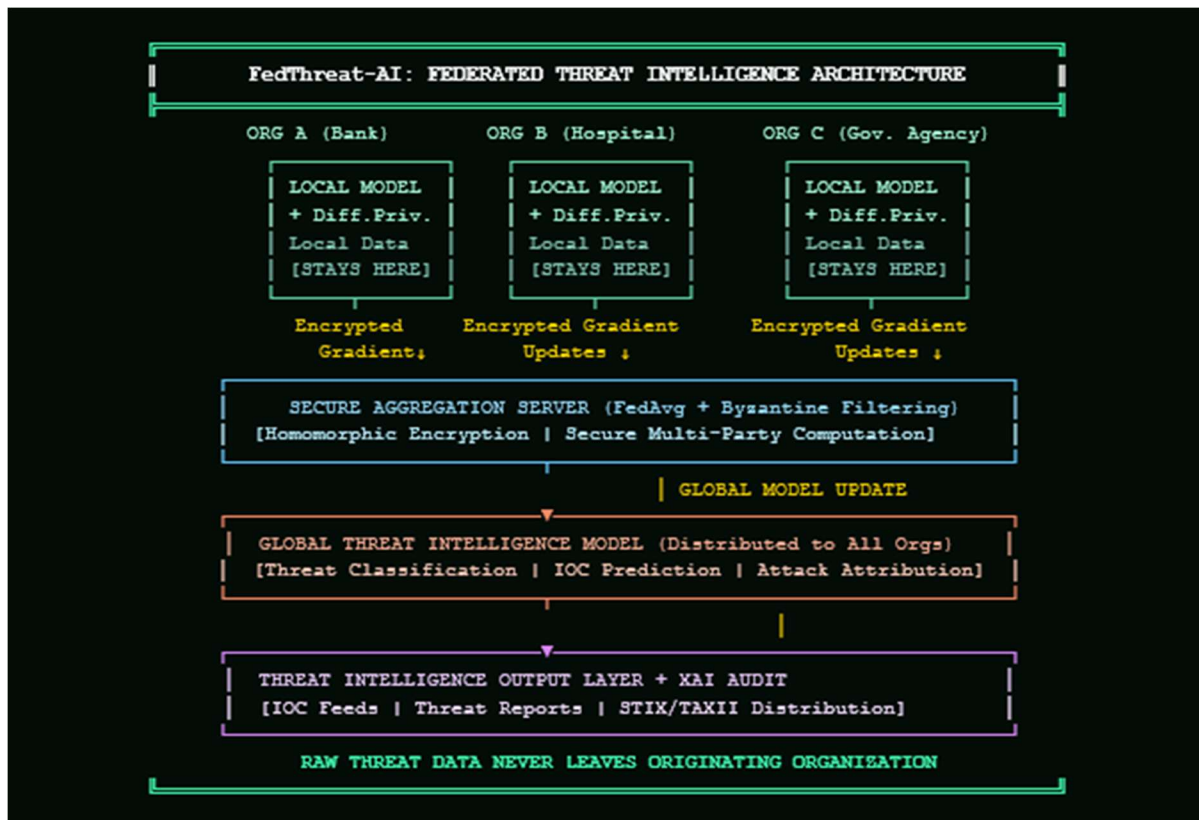 FedThreat-AI: FEDERATED THREAT INTELLIGENCE ARCHITECTURE
ORG A (Bank) ORG B (Hospital) ORG C (Gov. Agency)
LOCAL MODEL LOCAL MODEL LOCAL MODEL
+ Diff.Priv. + Diff.Priv. + Diff.Priv.
Local Data Local Data Local Data
[STAYS HERE] [STAYS HERE] [STAYS HERE]
Encrypted Encrypted Gradient Encrypted Gradient
Gradient↓ Updates ↓ Updates ↓
SECURE AGGREGATION SERVER (FedAvg + Byzantine Filtering)
[Homomorphic Encryption | Secure Multi-Party Computation]
GLOBAL MODEL UPDATE
GLOBAL THREAT INTELLIGENCE MODEL (Distributed to All Orgs)
[Threat Classification | IOC Prediction | Attack Attribution]
THREAT INTELLIGENCE OUTPUT LAYER + XAI AUDIT
[IOC Feeds | Threat Reports | STIX/TAXII Distribution]
RAW THREAT DATA NEVER LEAVES ORIGINATING ORGANIZATION